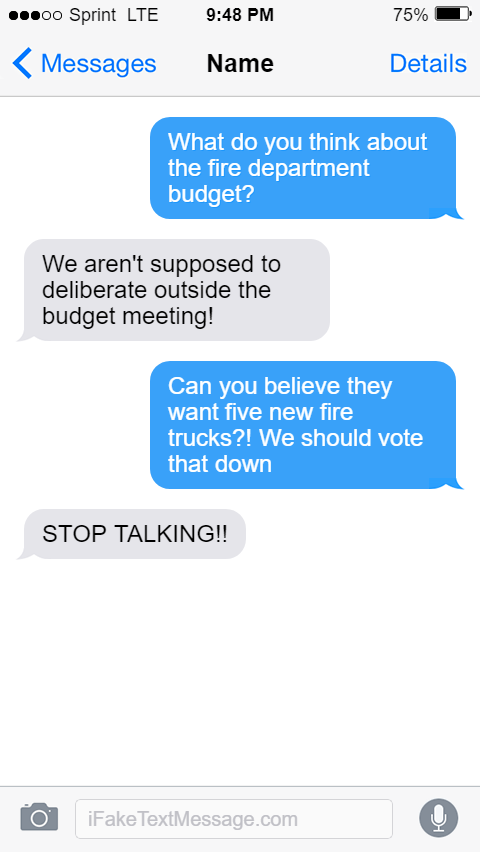 Sprint LTE 9:48 PM 75%
Messages Name Details
What do you think about
the fire department
budget?
We aren't supposed to
deliberate outside the
budget meeting!
Can you believe they
want five new fire
trucks?! We should vote
that down
STOP TALKING!!
iFakeTextMessage.com